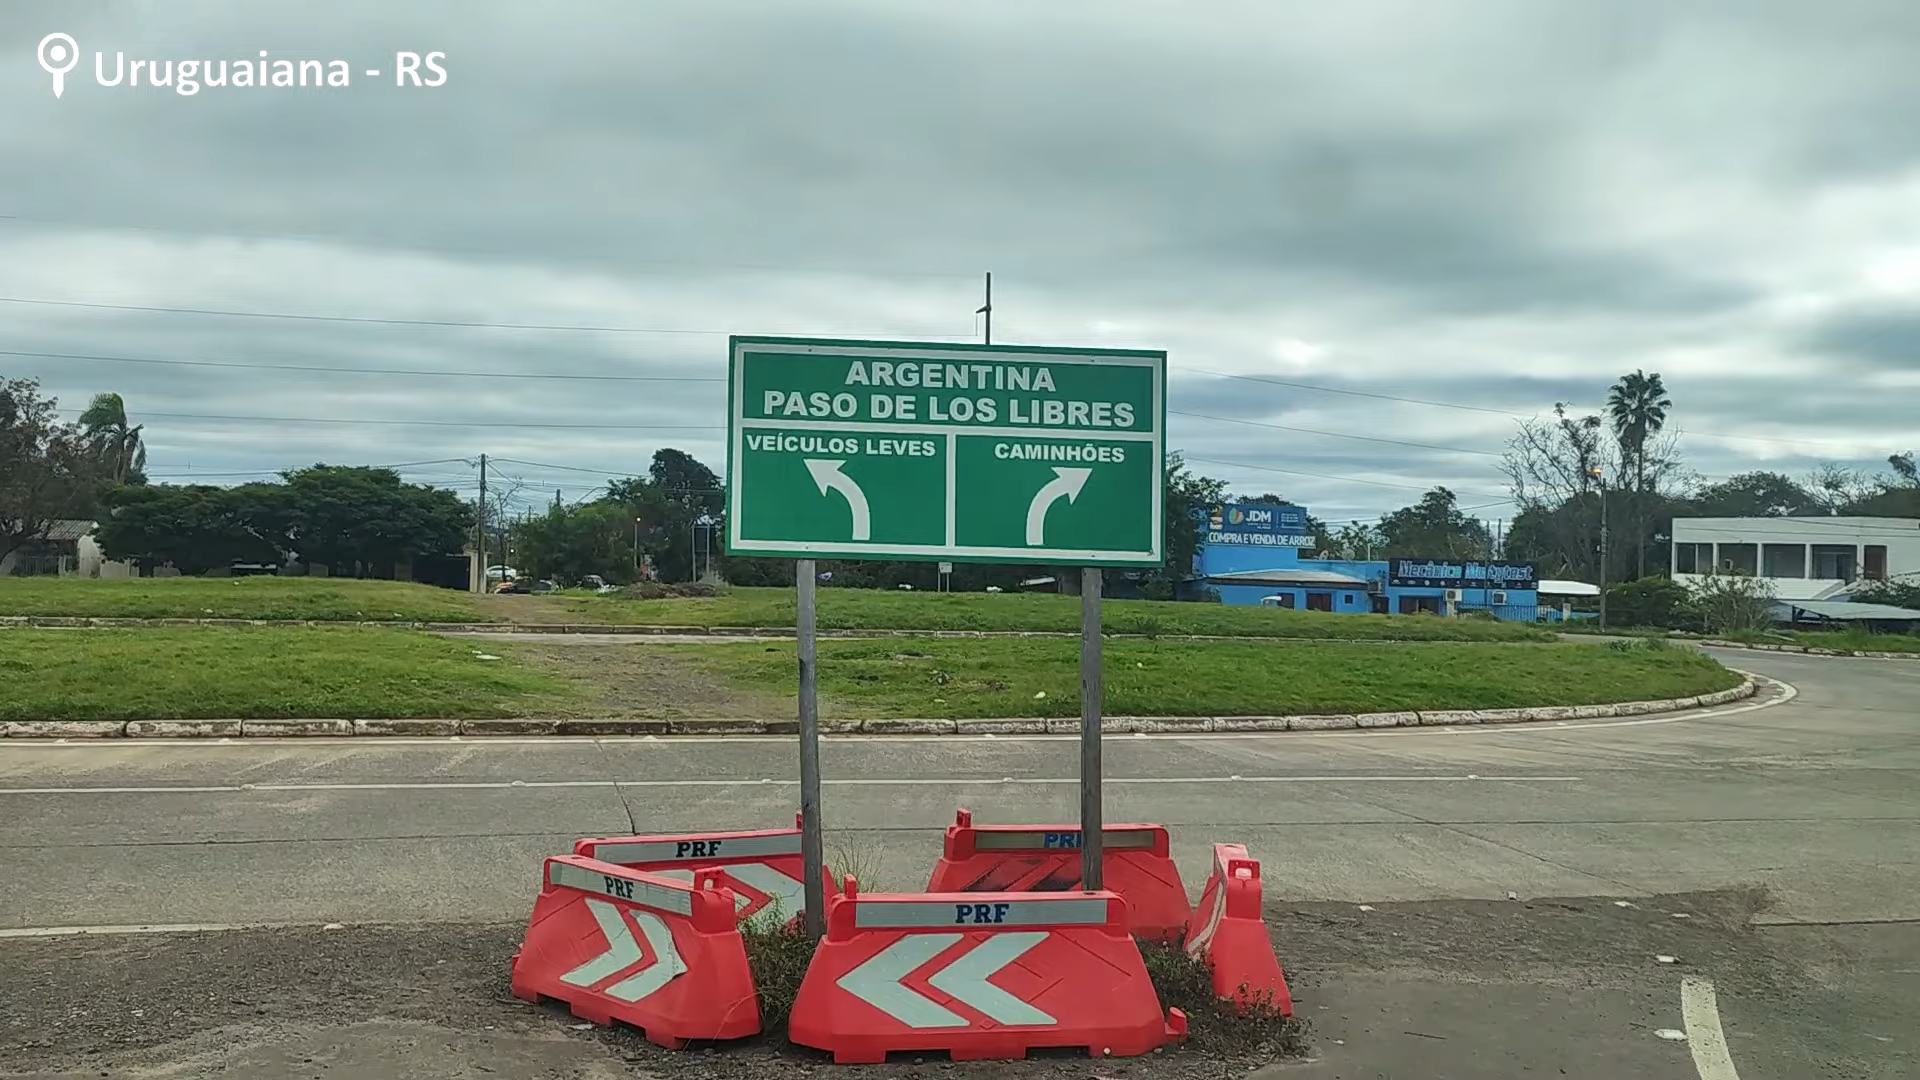 Uruguaiana - RS
ARGENTINA
PASO DE LOS LIBRES
VEÍCULOS LEVES
CAMINHÕES
JDM
COMPRA E VENDA DE ARROZ
Mecânica
PRF
PRF
PRF
PRF